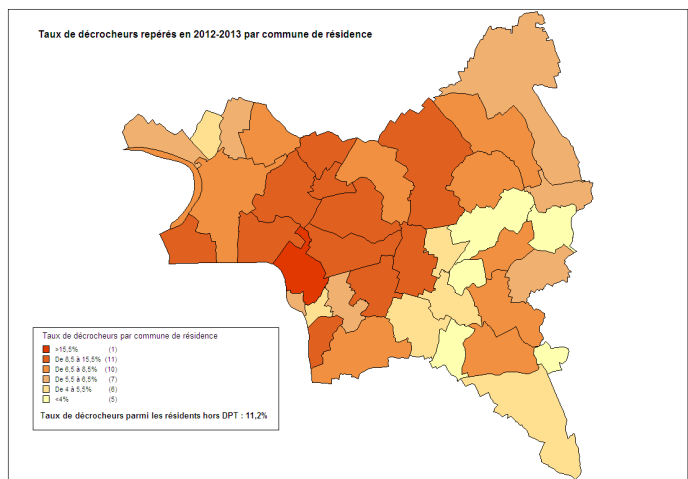 Taux de décrocheurs repérés en 2012-2013 par commune de résidence
Taux de décrocheurs par commune de résidence
>15,5% (1)
De 8,5 à 15,5% (11)
De 6,5 à 8,5% (10)
De 5,5 à 6,5% (7)
De 4 à 5,5% (6)
<4% (5)
Taux de décrocheurs parmi les résidents hors DPT : 11,2%